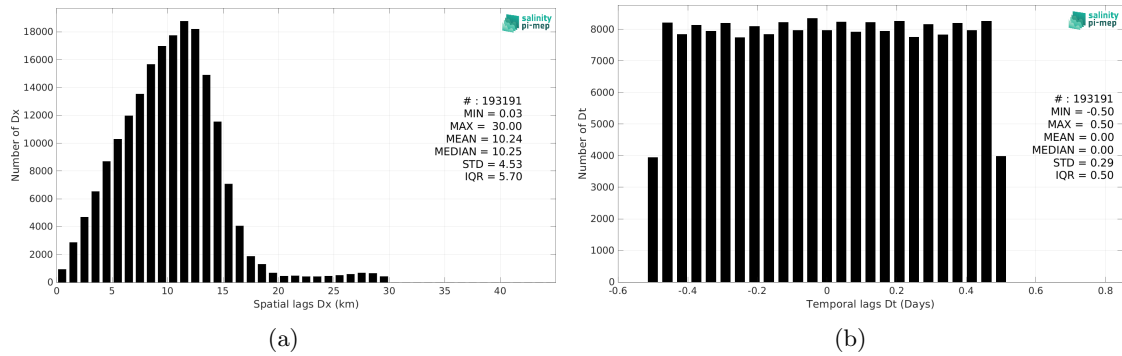 salinity
pi-mep
18000
16000
14000
12000
10000
8000
6000
4000
2000
0
Number of Dx
# : 193191
MIN = 0.03
MAX = 30.00
MEAN = 10.24
MEDIAN = 10.25
STD = 4.53
IQR = 5.70
0 5 10 15 20 25 30 35 40
Spatial lags Dx (km)
(a)
salinity
pi-mep
8000
7000
6000
5000
4000
3000
2000
1000
0
Number of Dt
# : 193191
MIN = -0.50
MAX = 0.50
MEAN = 0.00
MEDIAN = 0.00
STD = 0.29
IQR = 0.50
-0.6 -0.4 -0.2 0 0.2 0.4 0.6 0.8
Temporal lags Dt (Days)
(b)